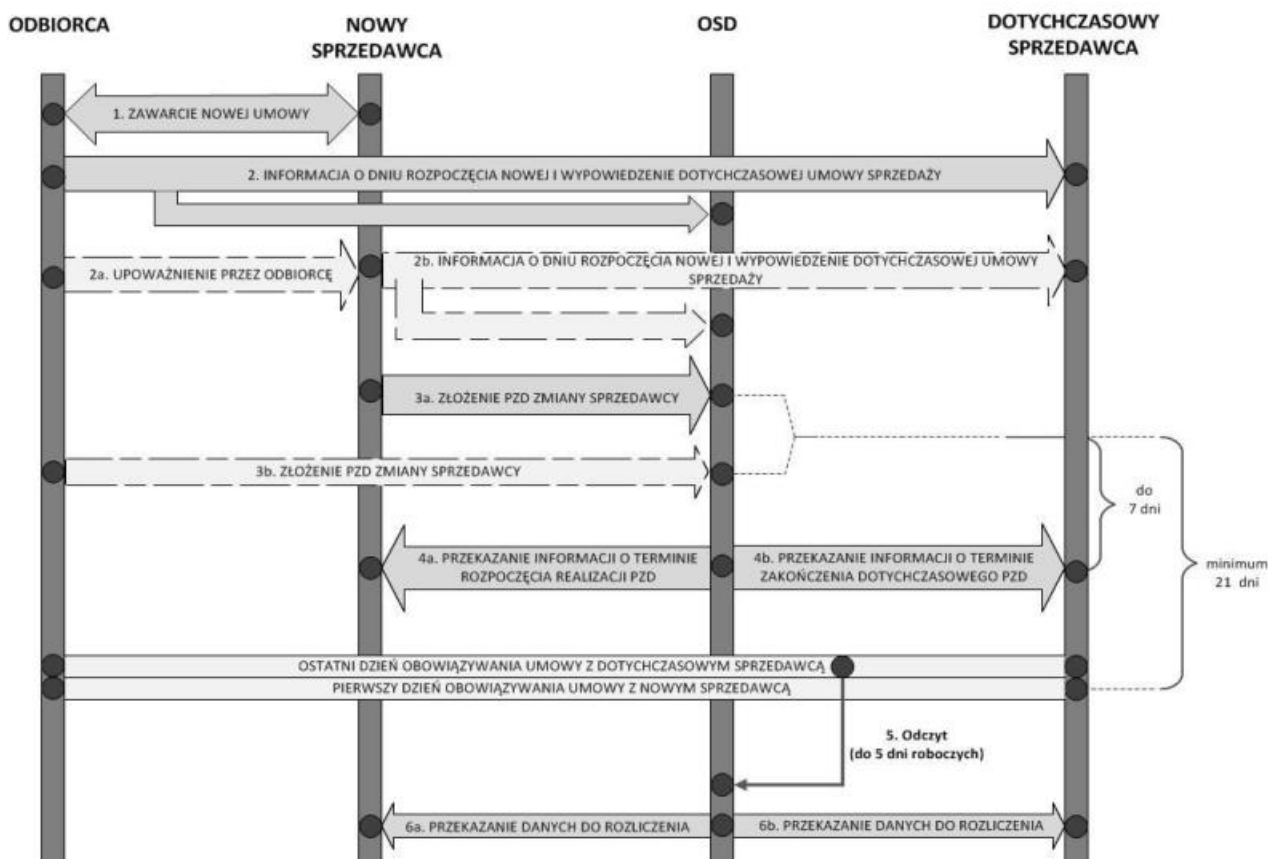 ODBIORCA
NOWY
SPRZEDAWCA
OSD
DOTYCHCZASOWY
SPRZEDAWCA
1. ZAWARCIE NOWEJ UMOWY
2. INFORMACJA O DNIU ROZPOCZĘCIA NOWEJ I WYPOWIEDZENIE DOTYCHCZASOWEJ UMOWY SPRZEDAŻY
2a. UPOWAŻNIENIE PRZEZ ODBIORCĘ
2b. INFORMACJA O DNIU ROZPOCZĘCIA NOWEJ I WYPOWIEDZENIE DOTYCHCZASOWEJ UMOWY
SPRZEDAŻY
3a. ZŁOŻENIE PZD ZMIANY SPRZEDAWCY
3b. ZŁOŻENIE PZD ZMIANY SPRZEDAWCY
do
7 dni
4a. PRZEKAZANIE INFORMACJI O TERMINIE
ROZPOCZĘCIA REALIZACJI PZD
4b. PRZEKAZANIE INFORMACJI O TERMINIE
ZAKOŃCZENIA DOTYCHCZASOWEGO PZD
minimum
21 dni
OSTATNI DZIEŃ OBOWIĄZYWANIA UMOWY Z DOTYCHCZASOWYM SPRZEDAWCĄ
PIERWSZY DZIEŃ OBOWIĄZYWANIA UMOWY Z NOWYM SPRZEDAWCĄ
5. Odczyt
(do 5 dni roboczych)
6a. PRZEKAZANIE DANYCH DO ROZLICZENIA
6b. PRZEKAZANIE DANYCH DO ROZLICZENIA